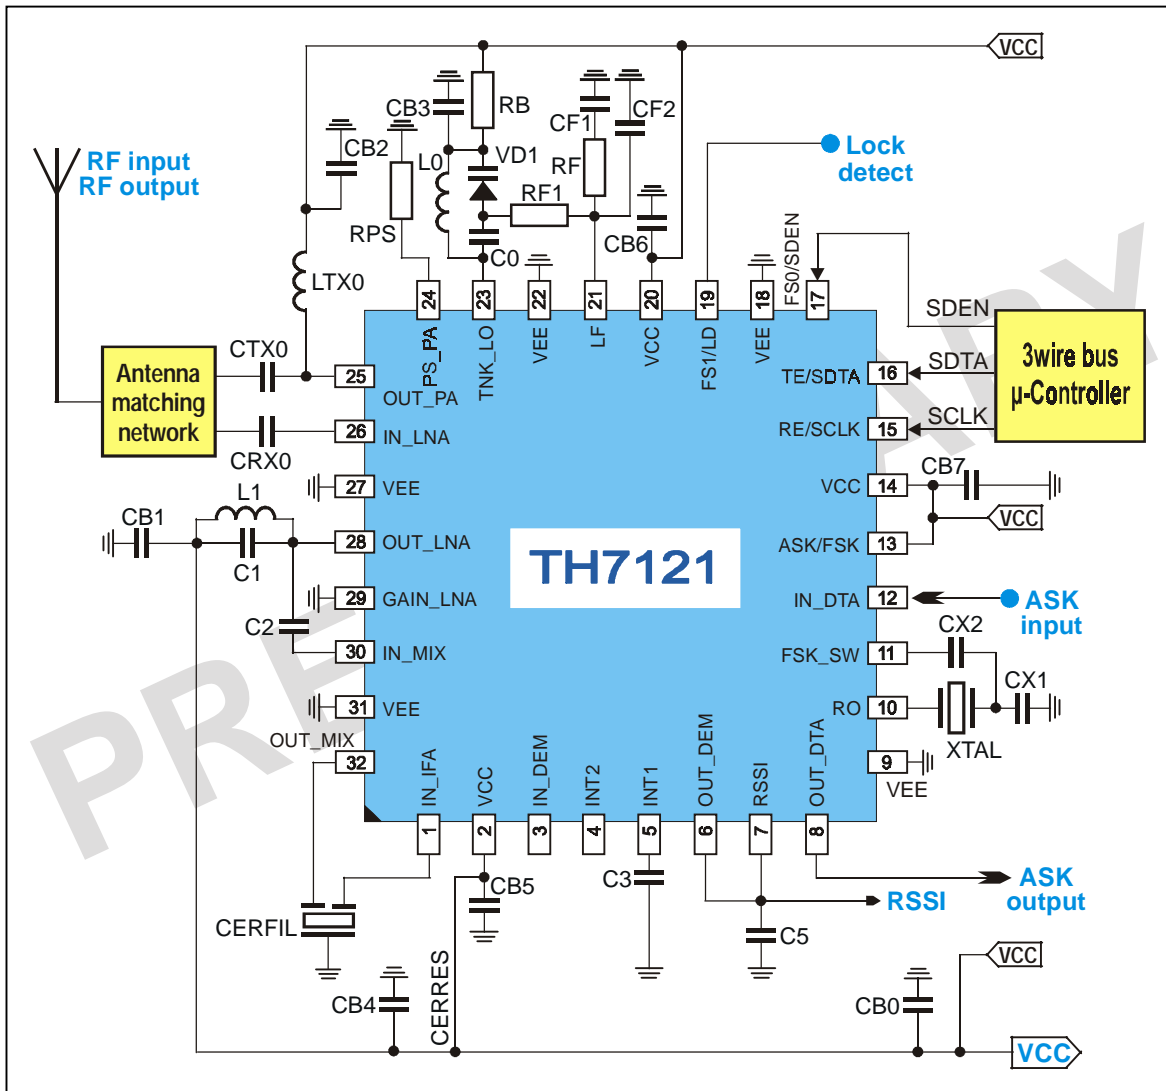 VCC
RF input
RF output
CB2
CB3
RB
L0
VD1
CF1
CF2
RF
RF1
Lock
detect
RPS
C0
CB6
LTX0
FS0/SDEN
24
23
22
21
20
19
18
17
PS_PA
TNK_LO
VEE
LF
VCC
FS1/LD
VEE
SDEN
SDTA
SCLK
3wire bus
µ-Controller
Antenna
matching
network
CTX0
CRX0
25
OUT_PA
26
IN_LNA
27
VEE
28
OUT_LNA
29
GAIN_LNA
30
IN_MIX
31
VEE
OUT_MIX
32
CB1
L1
C1
C2
TH7121
TE/SDTA
16
RE/SCLK
15
VCC
14
CB7
VCC
ASK/FSK
13
IN_DTA
12
ASK
input
FSK_SW
11
CX2
CX1
RO
10
XTAL
9
VEE
IN_IFA
VCC
IN_DEM
INT2
INT1
OUT_DEM
RSSI
OUT_DTA
1
2
3
4
5
6
7
8
CERFIL
CB5
CERRES
C3
C5
RSSI
ASK
output
CB4
CB0
VCC
VCC